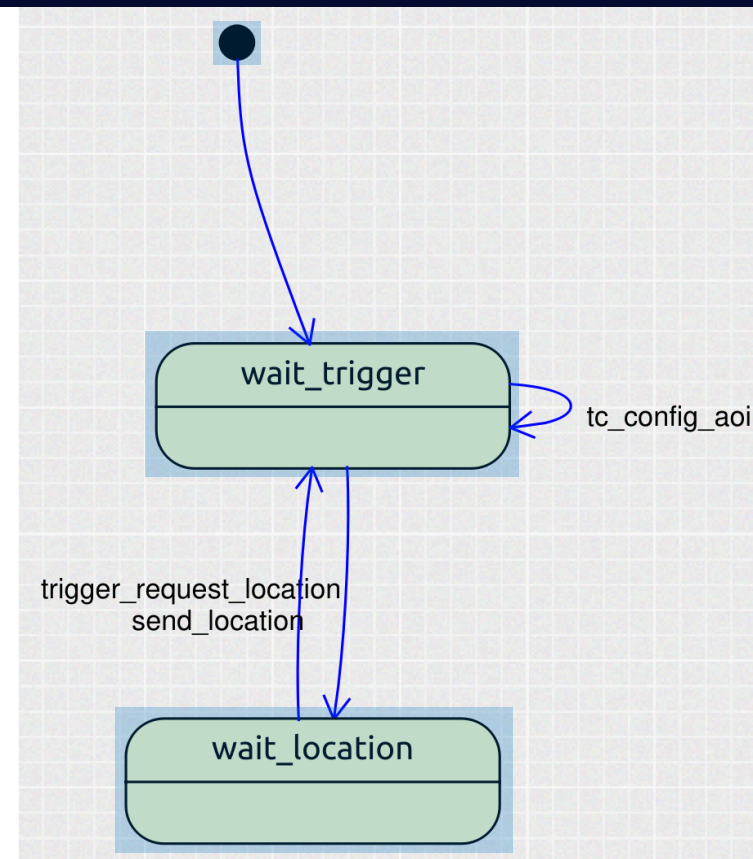 wait_trigger
tc_config_aoi
trigger_request_location
send_location
wait_location